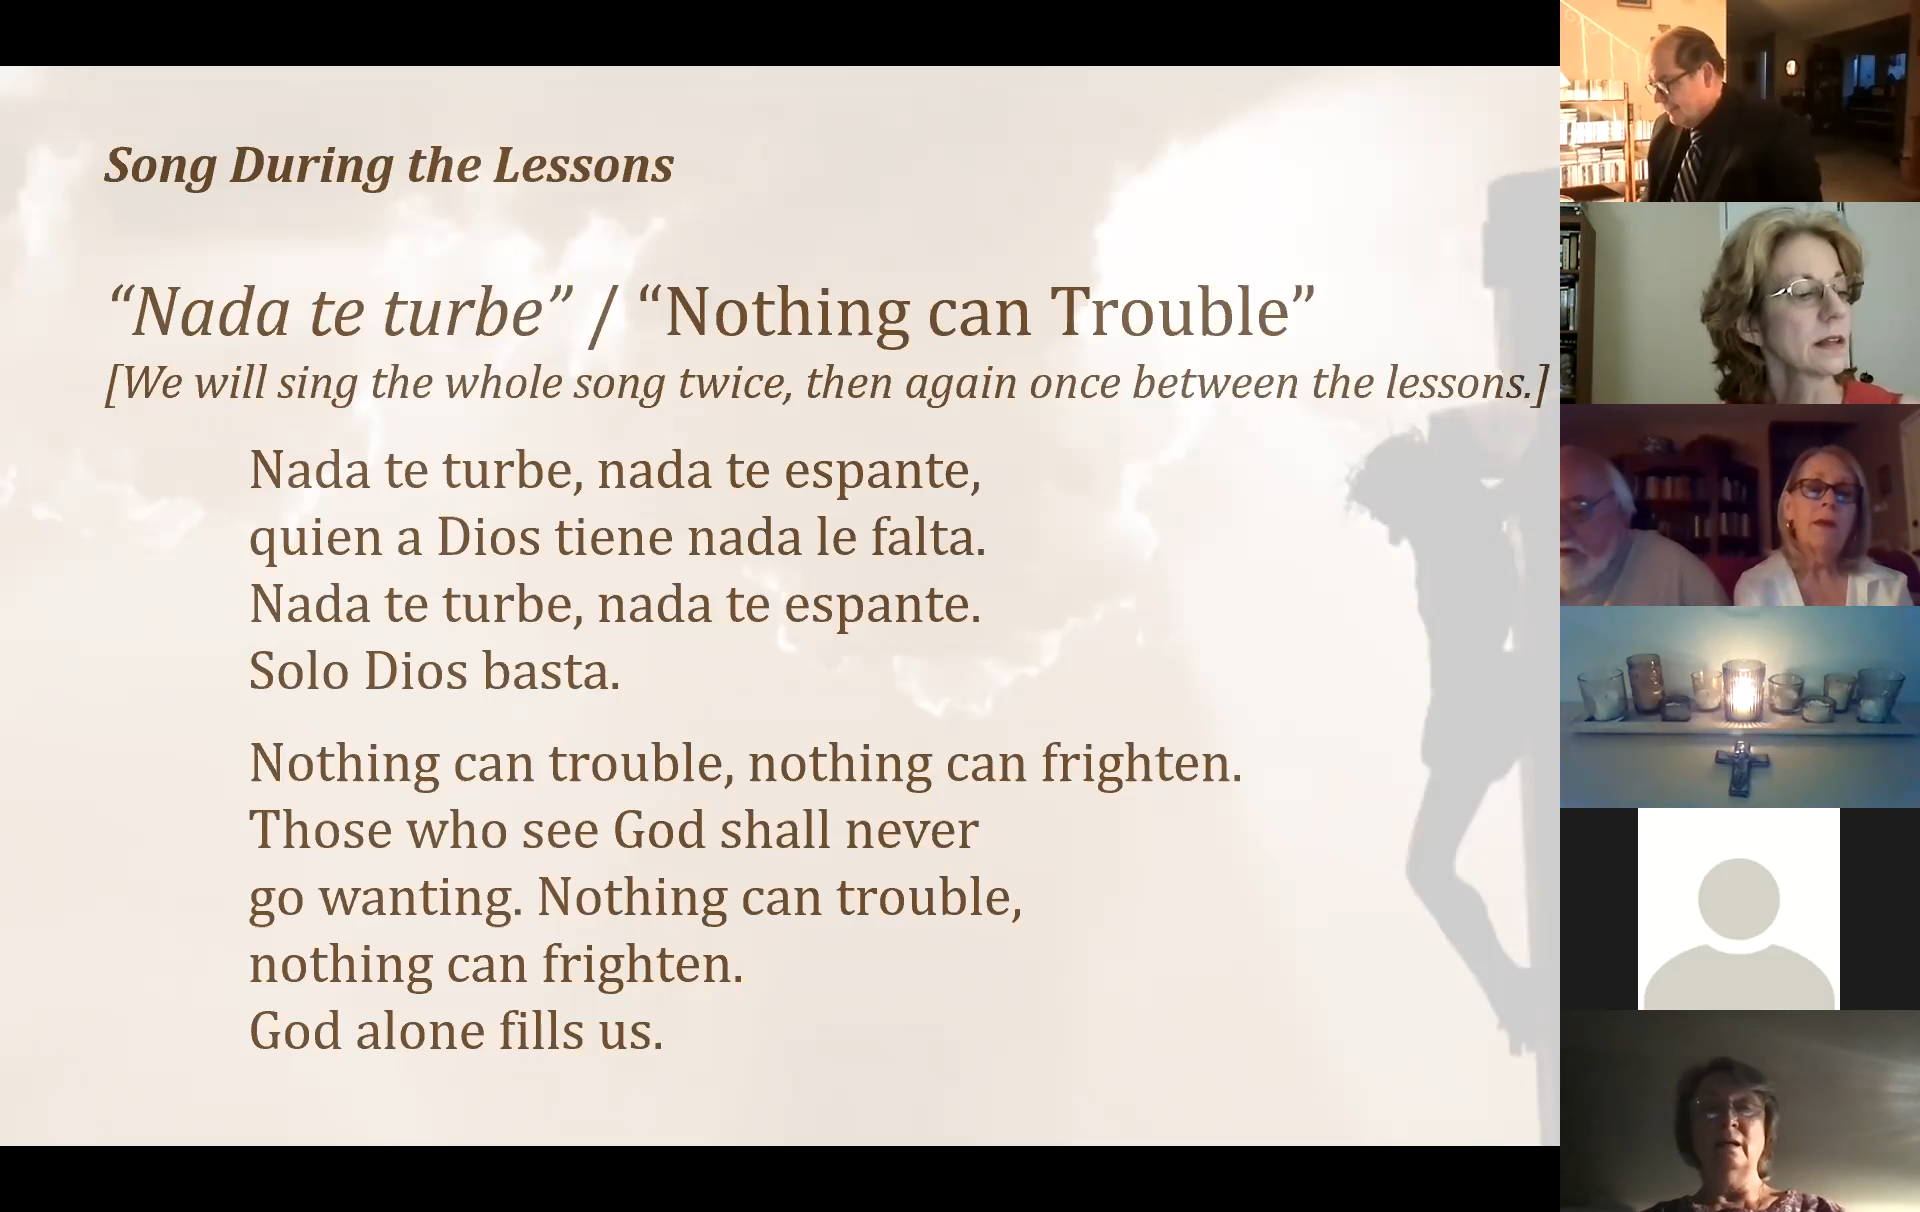 Song During the Lessons
“Nada te turbe” / “Nothing can Trouble”
[We will sing the whole song twice, then again once between the lessons.]
Nada te turbe, nada te espante,
quien a Dios tiene nada le falta.
Nada te turbe, nada te espante.
Solo Dios basta.
Nothing can trouble, nothing can frighten.
Those who see God shall never
go wanting. Nothing can trouble,
nothing can frighten.
God alone fills us.